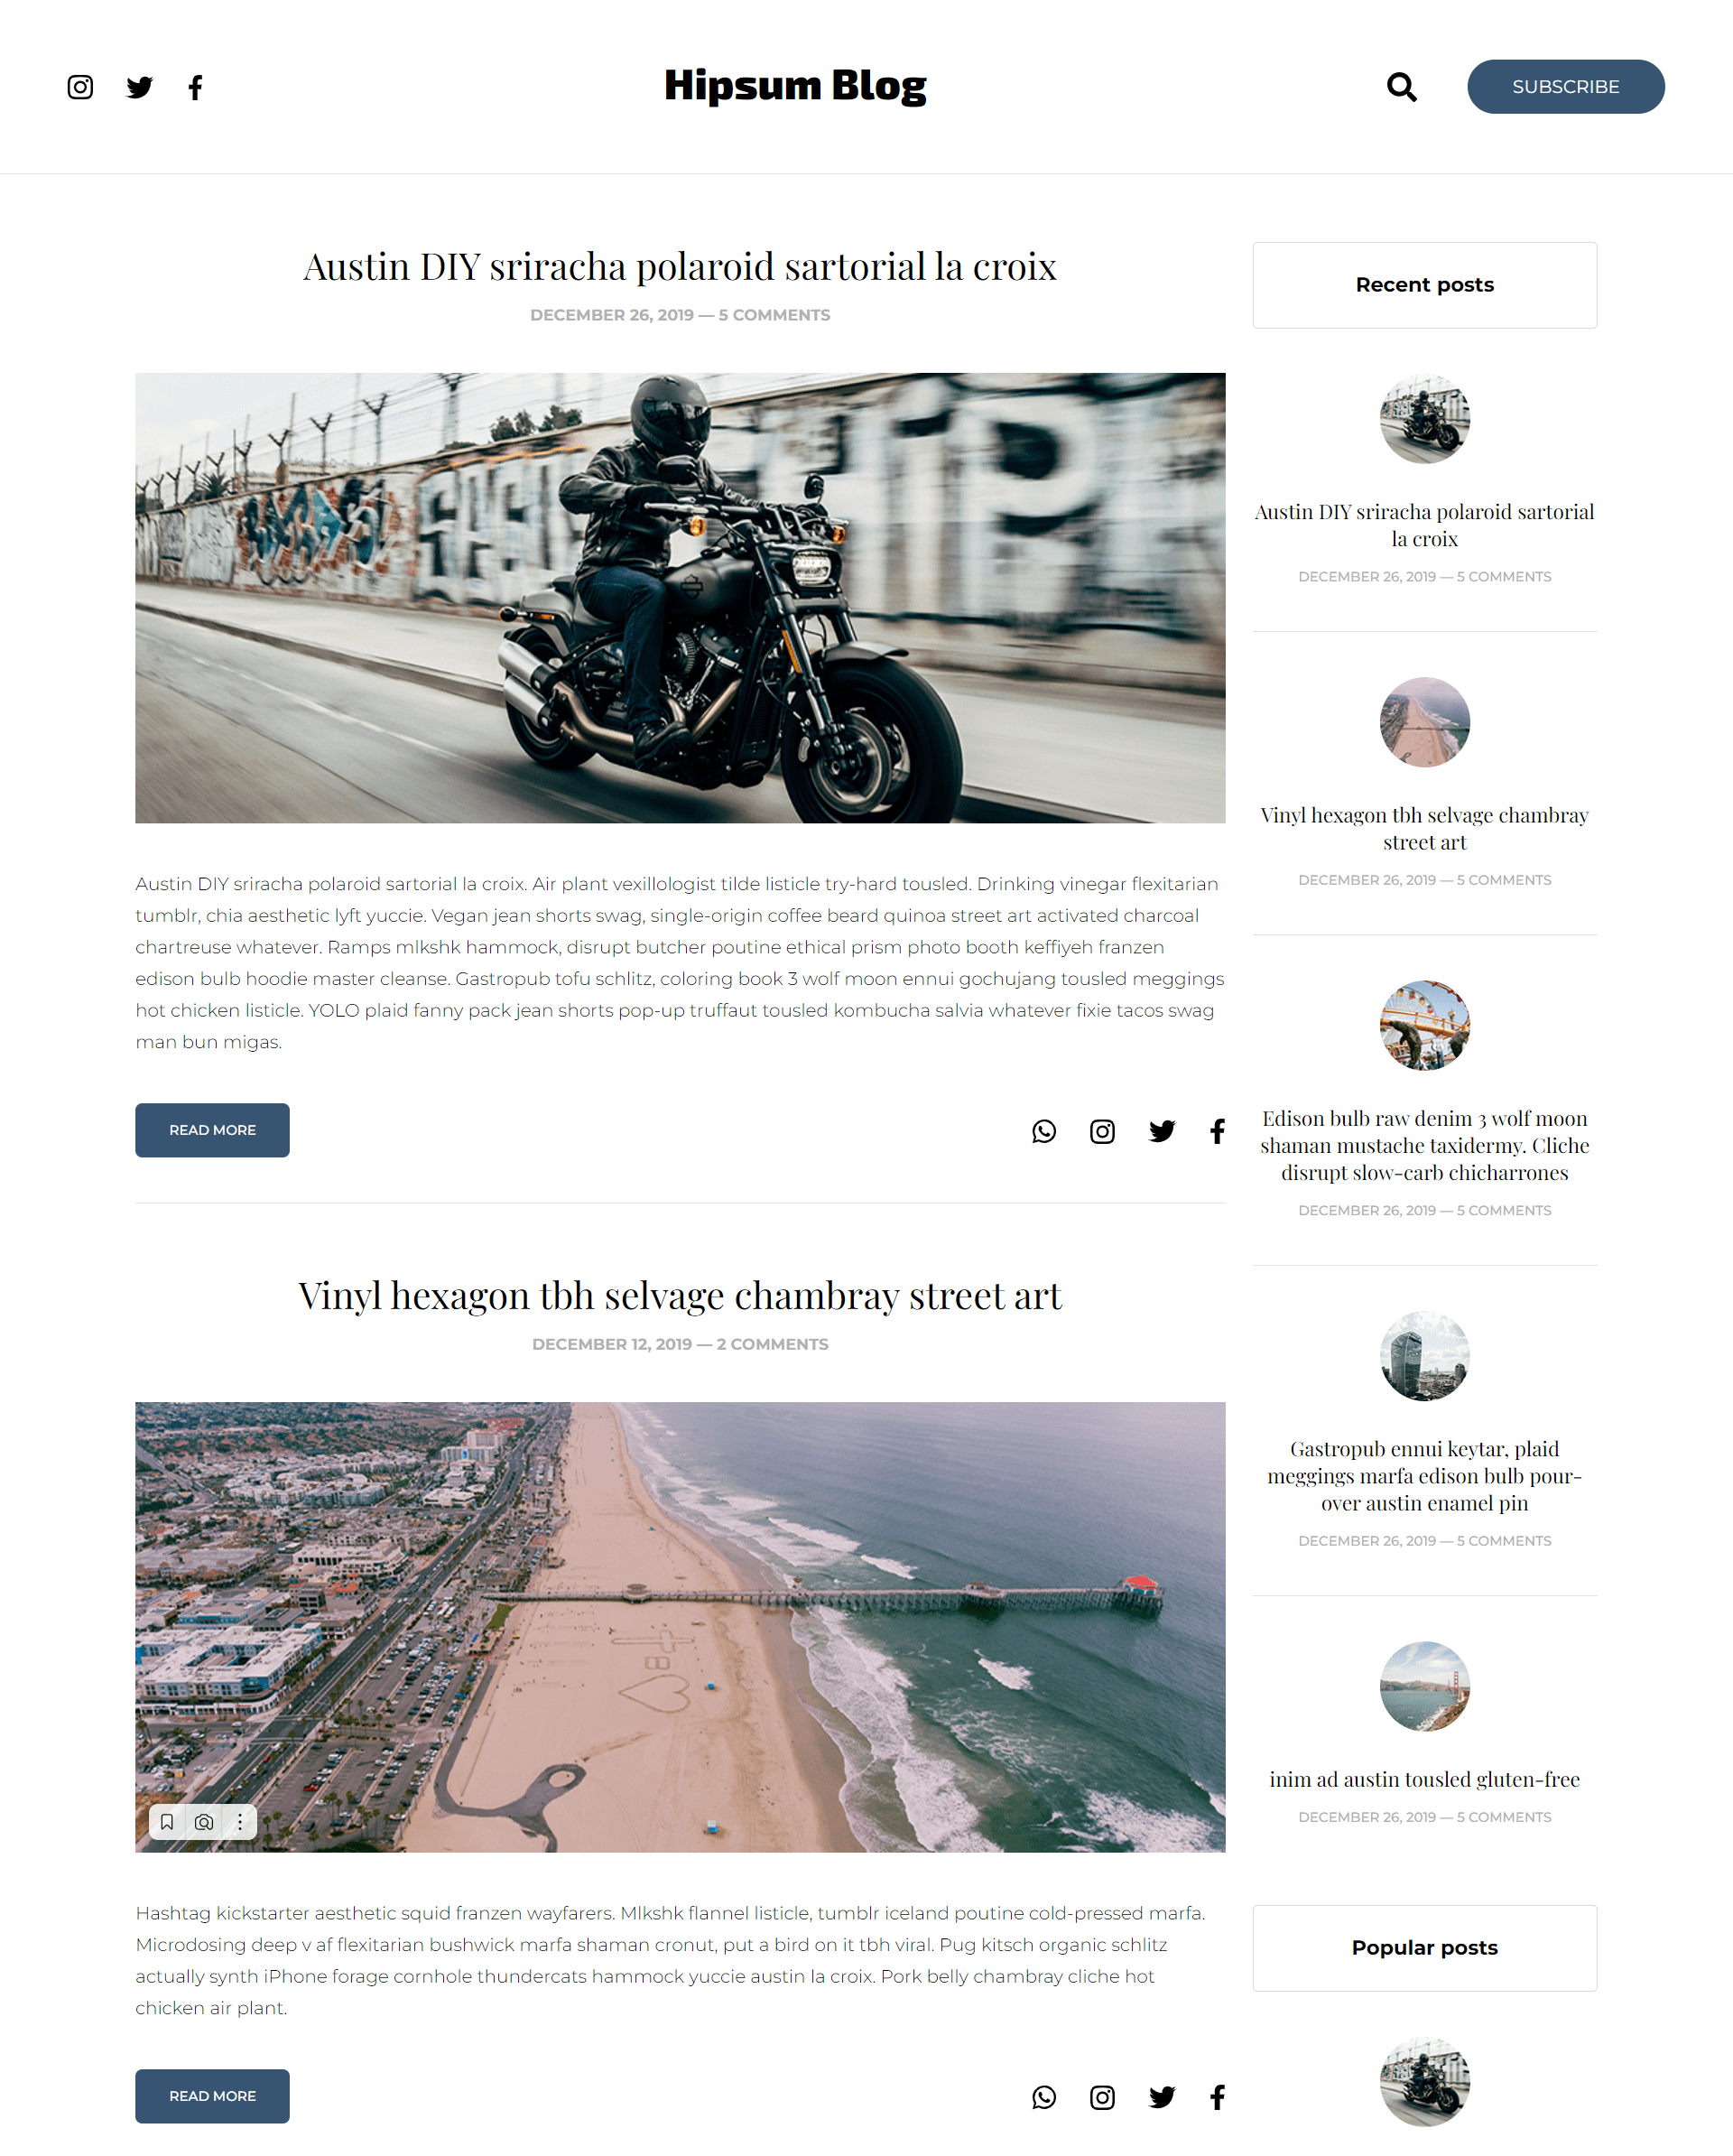 Hipsum Blog
SUBSCRIBE
Austin DIY sriracha polaroid sartorial la croix
DECEMBER 26, 2019 — 5 COMMENTS
Austin DIY sriracha polaroid sartorial la croix. Air plant vexillologist tilde listicle try-hard tousled. Drinking vinegar flexitarian
tumblr, chia aesthetic lyft yuccie. Vegan jean shorts swag, single-origin coffee beard quinoa street art activated charcoal
chartreuse whatever. Ramps mlkshk hammock, disrupt butcher poutine ethical prism photo booth keffiyeh franzen
edison bulb hoodie master cleanse. Gastropub tofu schlitz, coloring book 3 wolf moon ennui gochujang tousled meggings
hot chicken listicle. YOLO plaid fanny pack jean shorts pop-up truffaut tousled kombucha salvia whatever fixie tacos swag
man bun migas.
READ MORE
Vinyl hexagon tbh selvage chambray street art
DECEMBER 12, 2019 — 2 COMMENTS
Hashtag kickstarter aesthetic squid franzen wayfarers. Mlkshk flannel listicle, tumblr iceland poutine cold-pressed marfa.
Microdosing deep v af flexitarian bushwick marfa shaman cronut, put a bird on it tbh viral. Pug kitsch organic schlitz
actually synth iPhone forage cornhole thundercats hammock yuccie austin la croix. Pork belly chambray cliche hot
chicken air plant.
READ MORE
Recent posts
Austin DIY sriracha polaroid sartorial
la croix
DECEMBER 26, 2019 — 5 COMMENTS
Vinyl hexagon tbh selvage chambray
street art
DECEMBER 26, 2019 — 5 COMMENTS
Edison bulb raw denim 3 wolf moon
shaman mustache taxidermy. Cliche
disrupt slow-carb chicharrones
DECEMBER 26, 2019 — 5 COMMENTS
Gastropub ennui keytar, plaid
meggings marfa edison bulb pour-
over austin enamel pin
DECEMBER 26, 2019 — 5 COMMENTS
inim ad austin tousled gluten-free
DECEMBER 26, 2019 — 5 COMMENTS
Popular posts